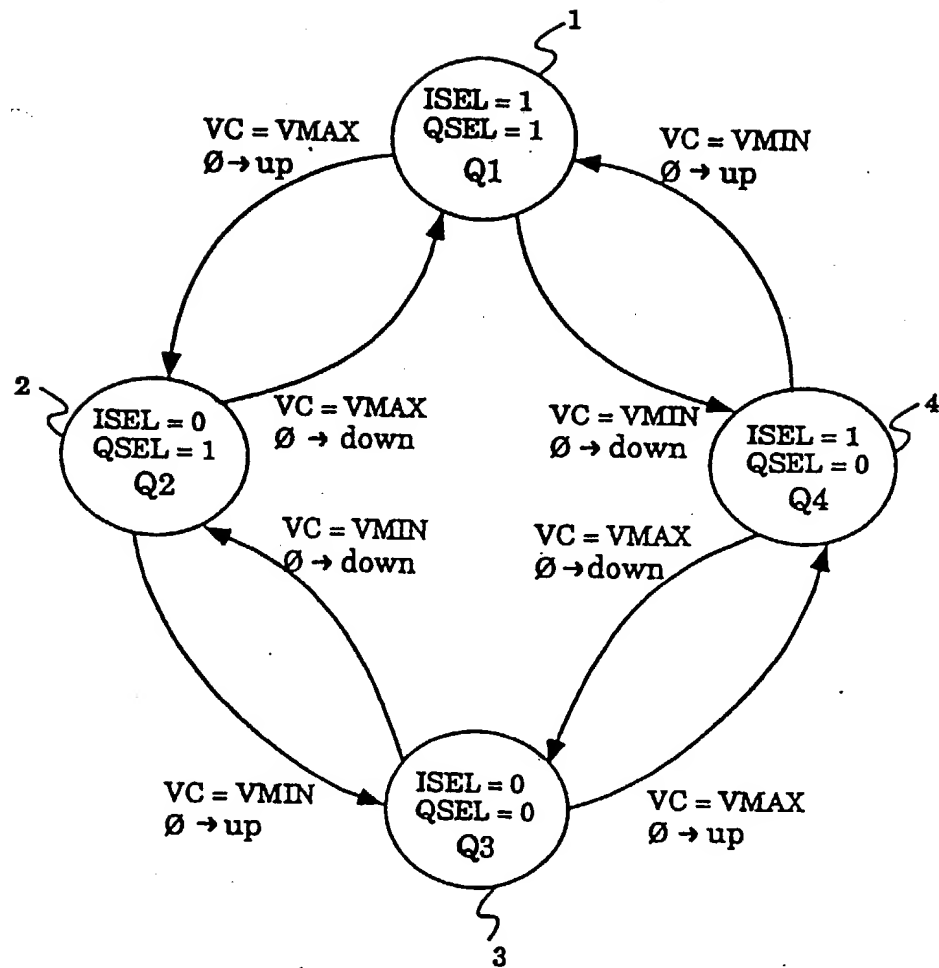 1
ISEL = 1
QSEL = 1
Q1
VC = VMAX
Ø → up
VC = VMIN
Ø → up
2
ISEL = 0
QSEL = 1
Q2
VC = VMAX
Ø → down
VC = VMIN
Ø → down
4
ISEL = 1
QSEL = 0
Q4
VC = VMIN
Ø → down
VC = VMAX
Ø → down
VC = VMIN
Ø → up
ISEL = 0
QSEL = 0
Q3
VC = VMAX
Ø → up
3